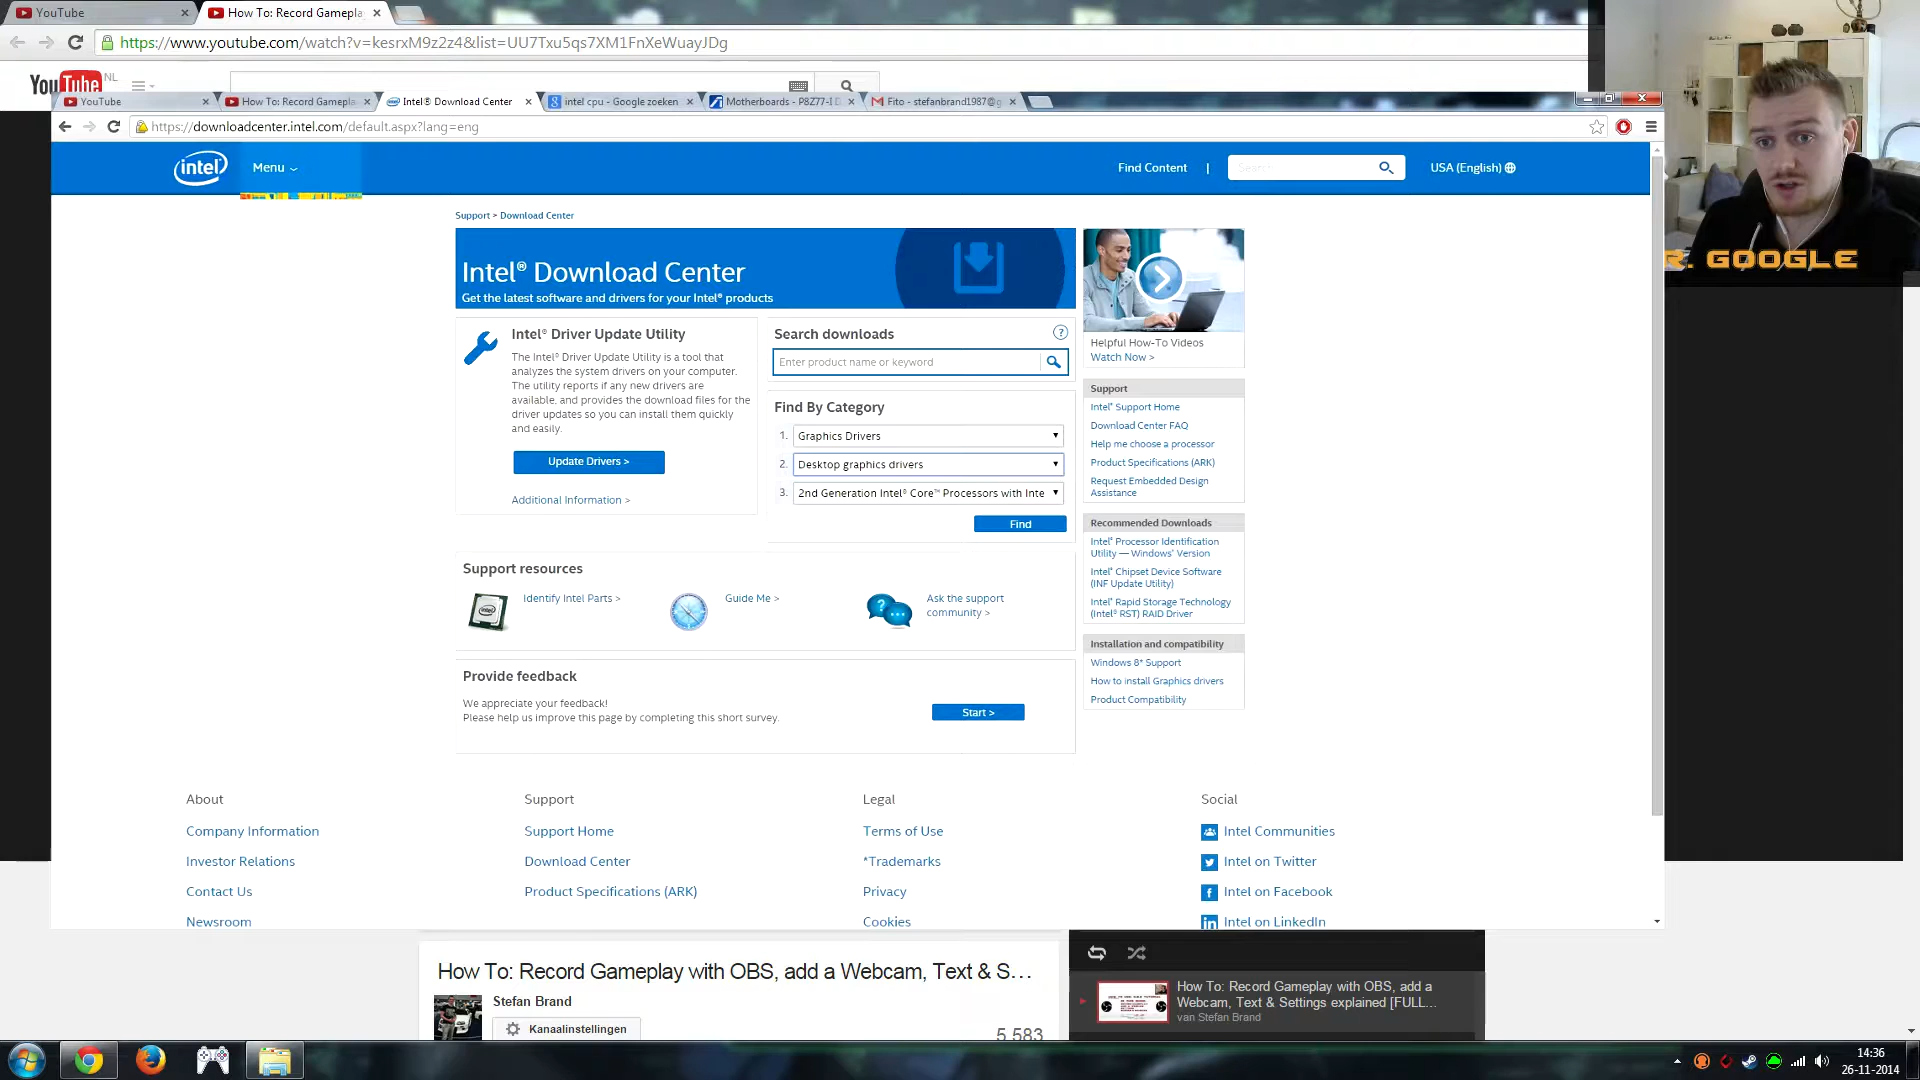 YouTube
How To: Record Gamepla
https://www.youtube.com/watch?v=kesrxM9z2z4&list=UU7Txu5qs7XM1FnXeWuayJDg
YouTube NL
YouTube
How To: Record Gamepla
Intel® Download Center
intel cpu - Google zoeken
Motherboards - P8Z77-I D
Fito - stefanbrand1987@g
https://downloadcenter.intel.com/default.aspx?lang=eng
intel
Menu
Find Content
|
Search...
USA (English)
R. GOOGLE
Support > Download Center
Intel® Download Center
Get the latest software and drivers for your Intel® products
Intel® Driver Update Utility
The Intel® Driver Update Utility is a tool that
analyzes the system drivers on your computer.
The utility reports if any new drivers are
available, and provides the download files for the
driver updates so you can install them quickly
and easily.
Update Drivers >
Additional Information >
Search downloads
?
Enter product name or keyword
Find By Category
1. Graphics Drivers
2. Desktop graphics drivers
3. 2nd Generation Intel® Core™ Processors with Inte
Find
Helpful How-To Videos
Watch Now >
Support
Intel® Support Home
Download Center FAQ
Help me choose a processor
Product Specifications (ARK)
Request Embedded Design
Assistance
Recommended Downloads
Intel® Processor Identification
Utility — Windows* Version
Intel® Chipset Device Software
(INF Update Utility)
Intel® Rapid Storage Technology
(Intel® RST) RAID Driver
Installation and compatibility
Windows 8* Support
How to install Graphics drivers
Product Compatibility
Support resources
Identify Intel Parts >
Guide Me >
Ask the support
community >
Provide feedback
We appreciate your feedback!
Please help us improve this page by completing this short survey.
Start >
About
Company Information
Investor Relations
Contact Us
Newsroom
Support
Support Home
Download Center
Product Specifications (ARK)
Legal
Terms of Use
*Trademarks
Privacy
Cookies
Social
Intel Communities
Intel on Twitter
Intel on Facebook
Intel on LinkedIn
How To: Record Gameplay with OBS, add a Webcam, Text & S...
Stefan Brand
Kanaalinstellingen
5.583
How To: Record Gameplay with OBS, add a
Webcam, Text & Settings explained [FULL...
van Stefan Brand
14:36
26-11-2014